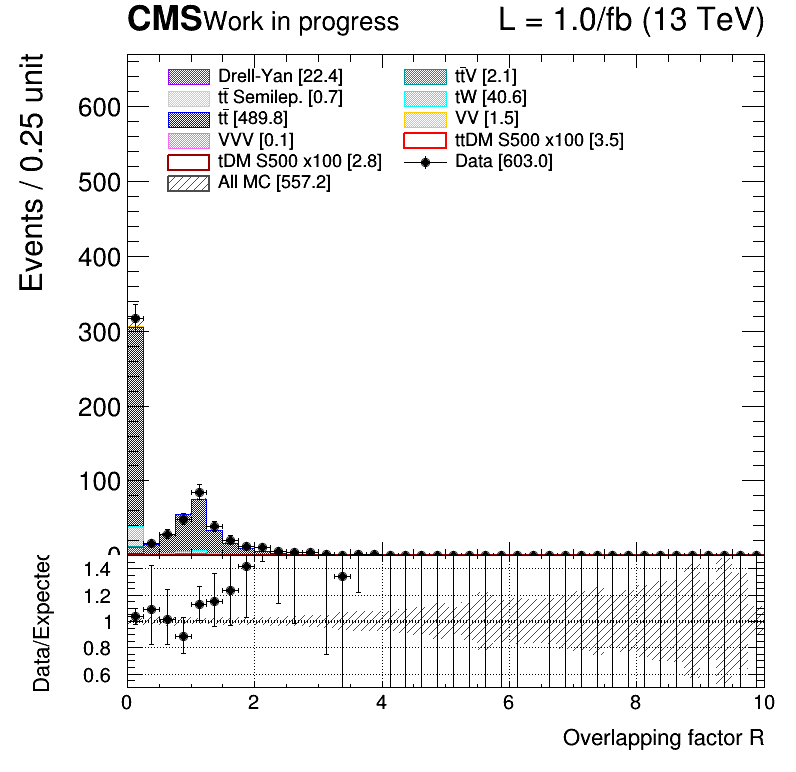 CMS Work in progress L = 1.0/fb (13 TeV)
Drell-Yan [22.4] tt̄V [2.1]
tt̄ Semilep. [0.7] tW [40.6]
tt̄ [489.8] VV [1.5]
VVV [0.1] ttDM S500 x100 [3.5]
tDM S500 x100 [2.8] Data [603.0]
All MC [557.2]
Events / 0.25 unit
600
500
400
300
200
100
0
Data/Expected
1.4
1.2
1
0.8
0.6
0 2 4 6 8 10
Overlapping factor R